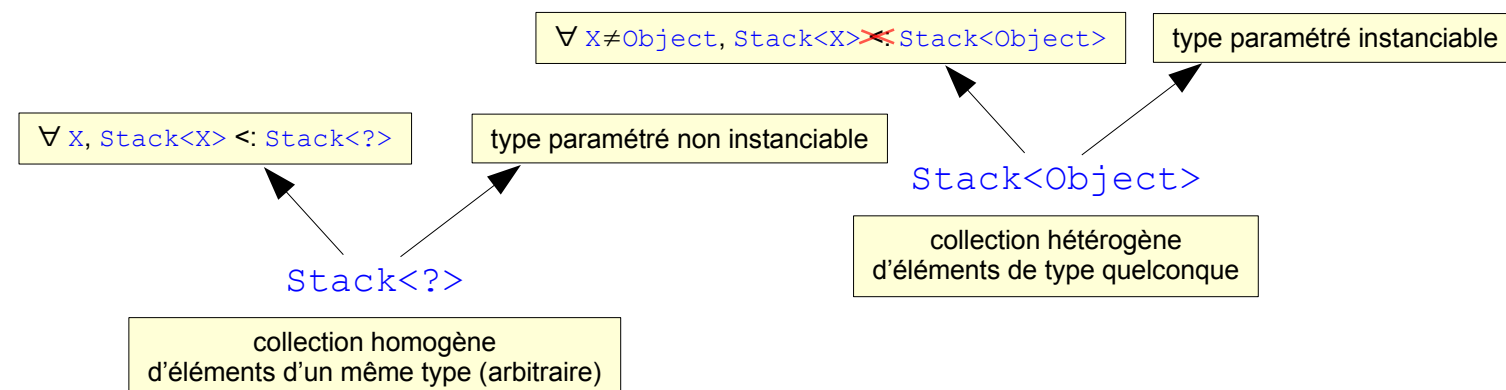 ∀ X≠Object, Stack<X> <: Stack<Object>
type paramétré instanciable
∀ X, Stack<X> <: Stack<?>
type paramétré non instanciable
Stack<Object>
collection hétérogène
d'éléments de type quelconque
Stack<?>
collection homogène
d'éléments d'un même type (arbitraire)